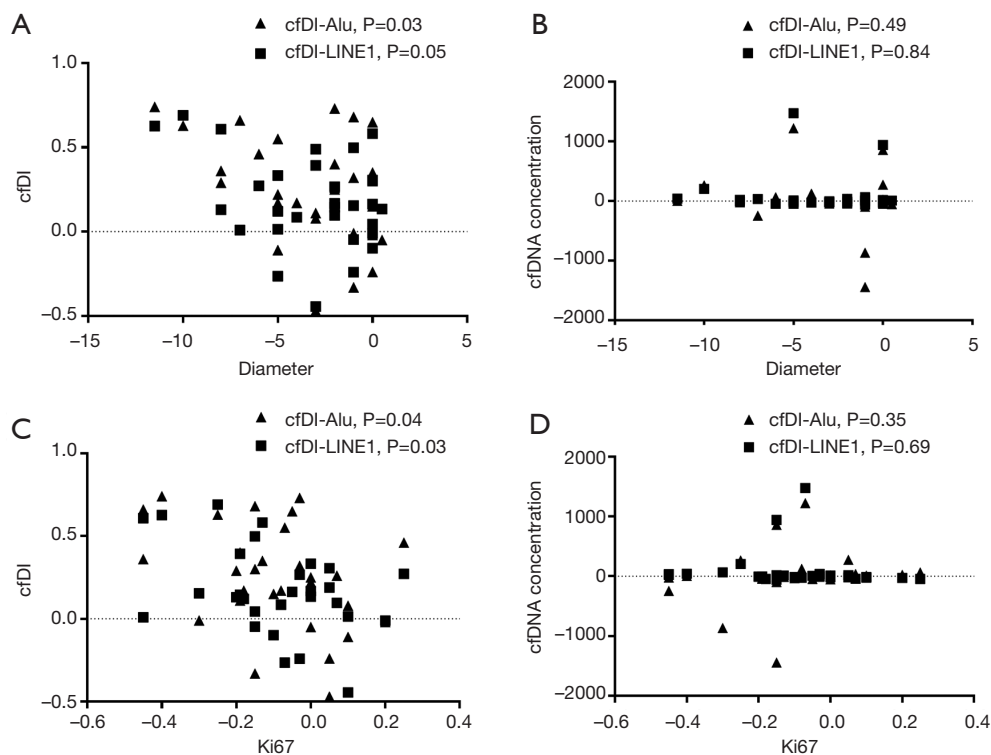 A
cfDI-Alu, P=0.03
cfDI-LINE1, P=0.05
1.0
0.5
0.0
−0.5
cfDI
−15 −10 −5 0 5
Diameter
B
cfDI-Alu, P=0.49
cfDI-LINE1, P=0.84
2000
1000
0
−1000
−2000
cfDNA concentration
−15 −10 −5 0 5
Diameter
C
cfDI-Alu, P=0.04
cfDI-LINE1, P=0.03
1.0
0.5
0.0
−0.5
cfDI
−0.6 −0.4 −0.2 0.0 0.2 0.4
Ki67
D
cfDI-Alu, P=0.35
cfDI-LINE1, P=0.69
2000
1000
0
−1000
−2000
cfDNA concentration
−0.6 −0.4 −0.2 0.0 0.2 0.4
Ki67